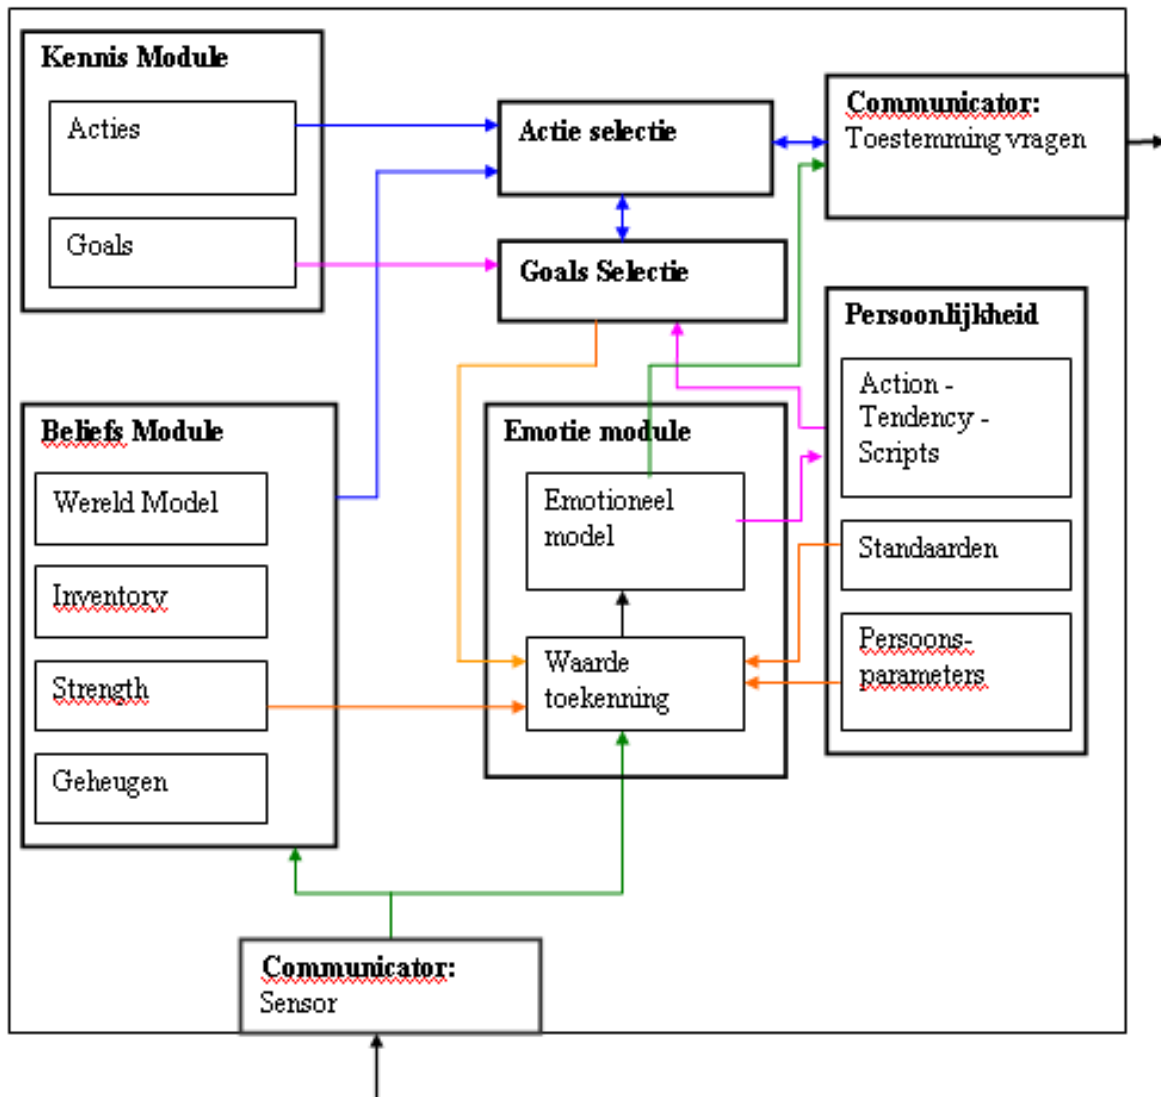 Kennis Module
Acties
Goals
Actie selectie
Goals Selectie
Communicator:
Toestemming vragen
Persoonlijkheid
Action -
Tendency -
Scripts
Standaarden
Persoons-
parameters
Beliefs Module
Wereld Model
Inventory
Strength
Geheugen
Emotie module
Emotioneel
model
Waarde
toekenning
Communicator:
Sensor